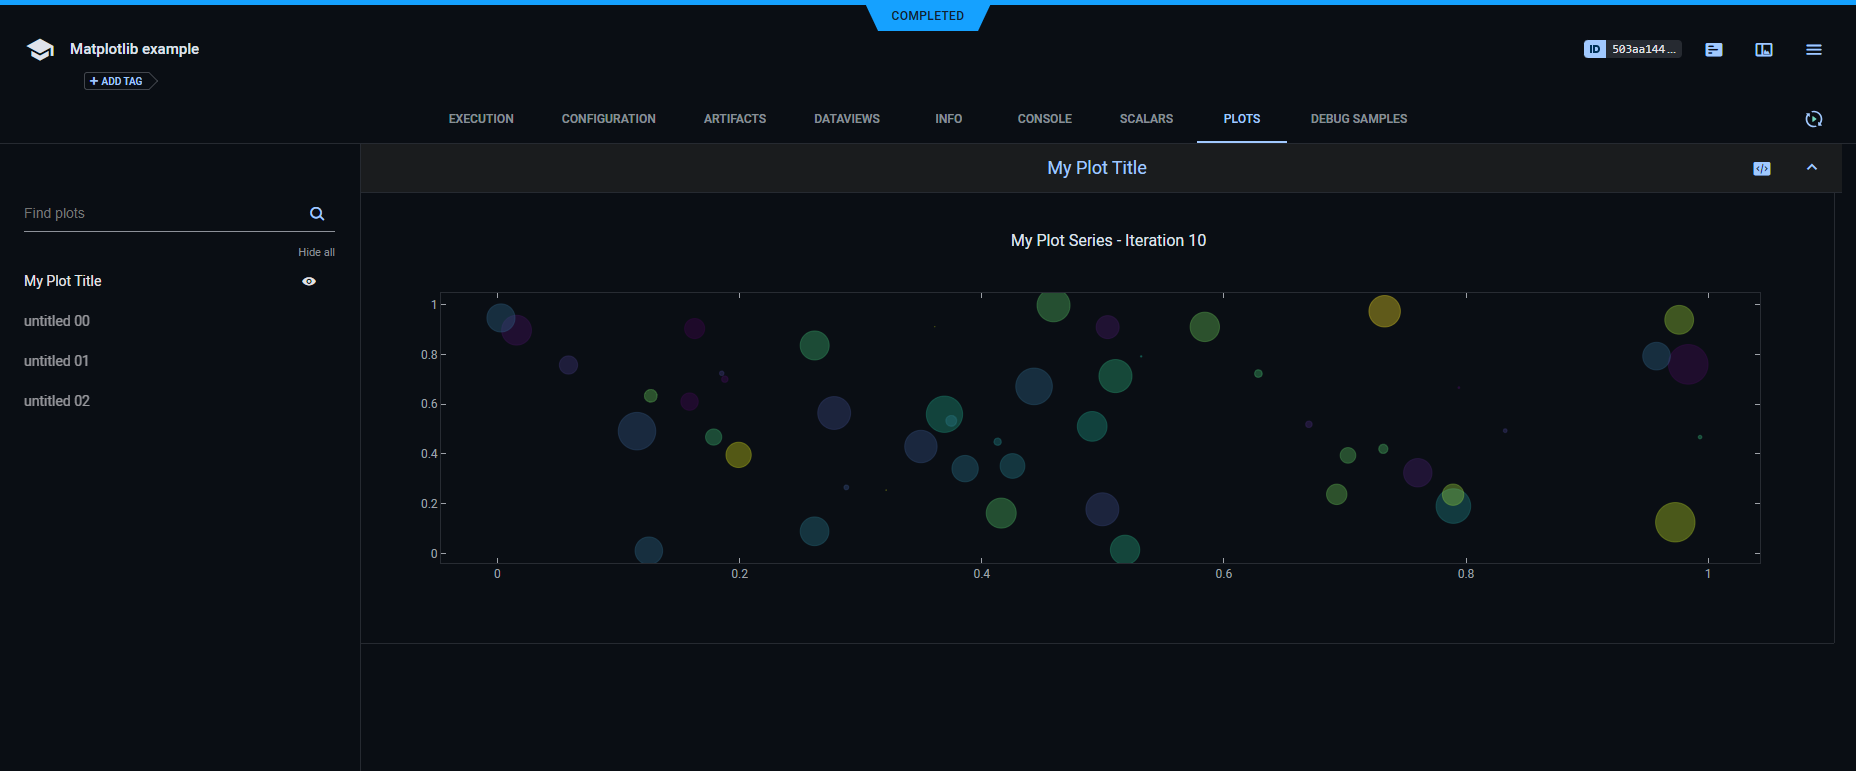 COMPLETED
Matplotlib example
ID 503aa144...
+ ADD TAG
EXECUTION CONFIGURATION ARTIFACTS DATAVIEWS INFO CONSOLE SCALARS PLOTS DEBUG SAMPLES
My Plot Title
Find plots
Hide all
My Plot Title
untitled 00
untitled 01
untitled 02
My Plot Series - Iteration 10
1
0.8
0.6
0.4
0.2
0
0 0.2 0.4 0.6 0.8 1